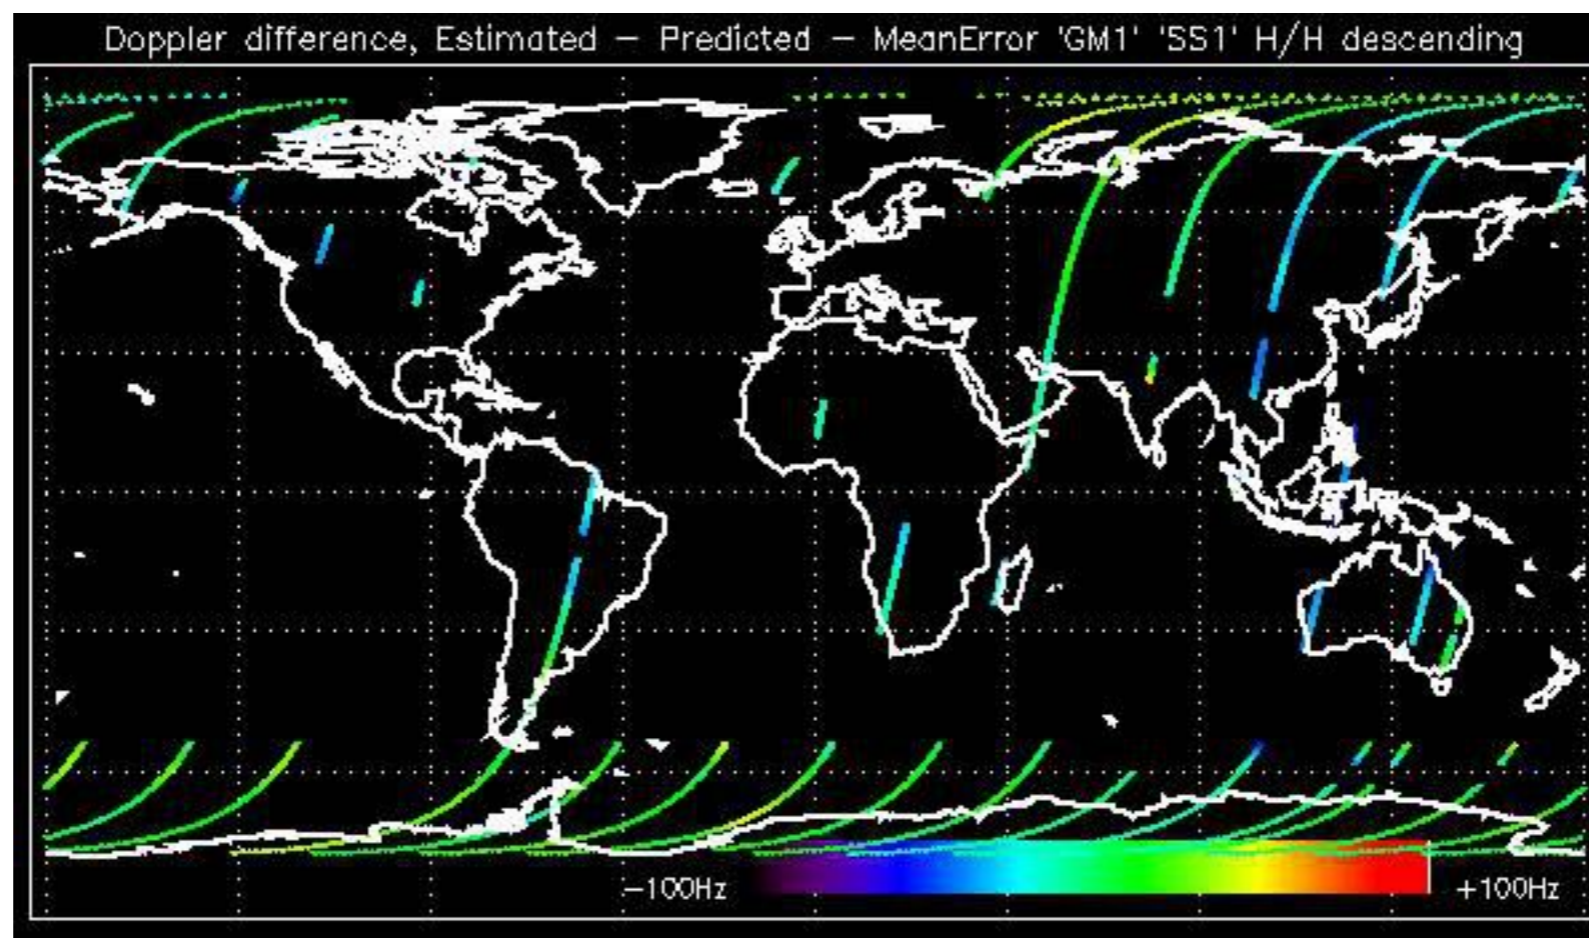 Doppler difference, Estimated – Predicted – MeanError 'GM1' 'SS1' H/H descending
–100Hz
+100Hz